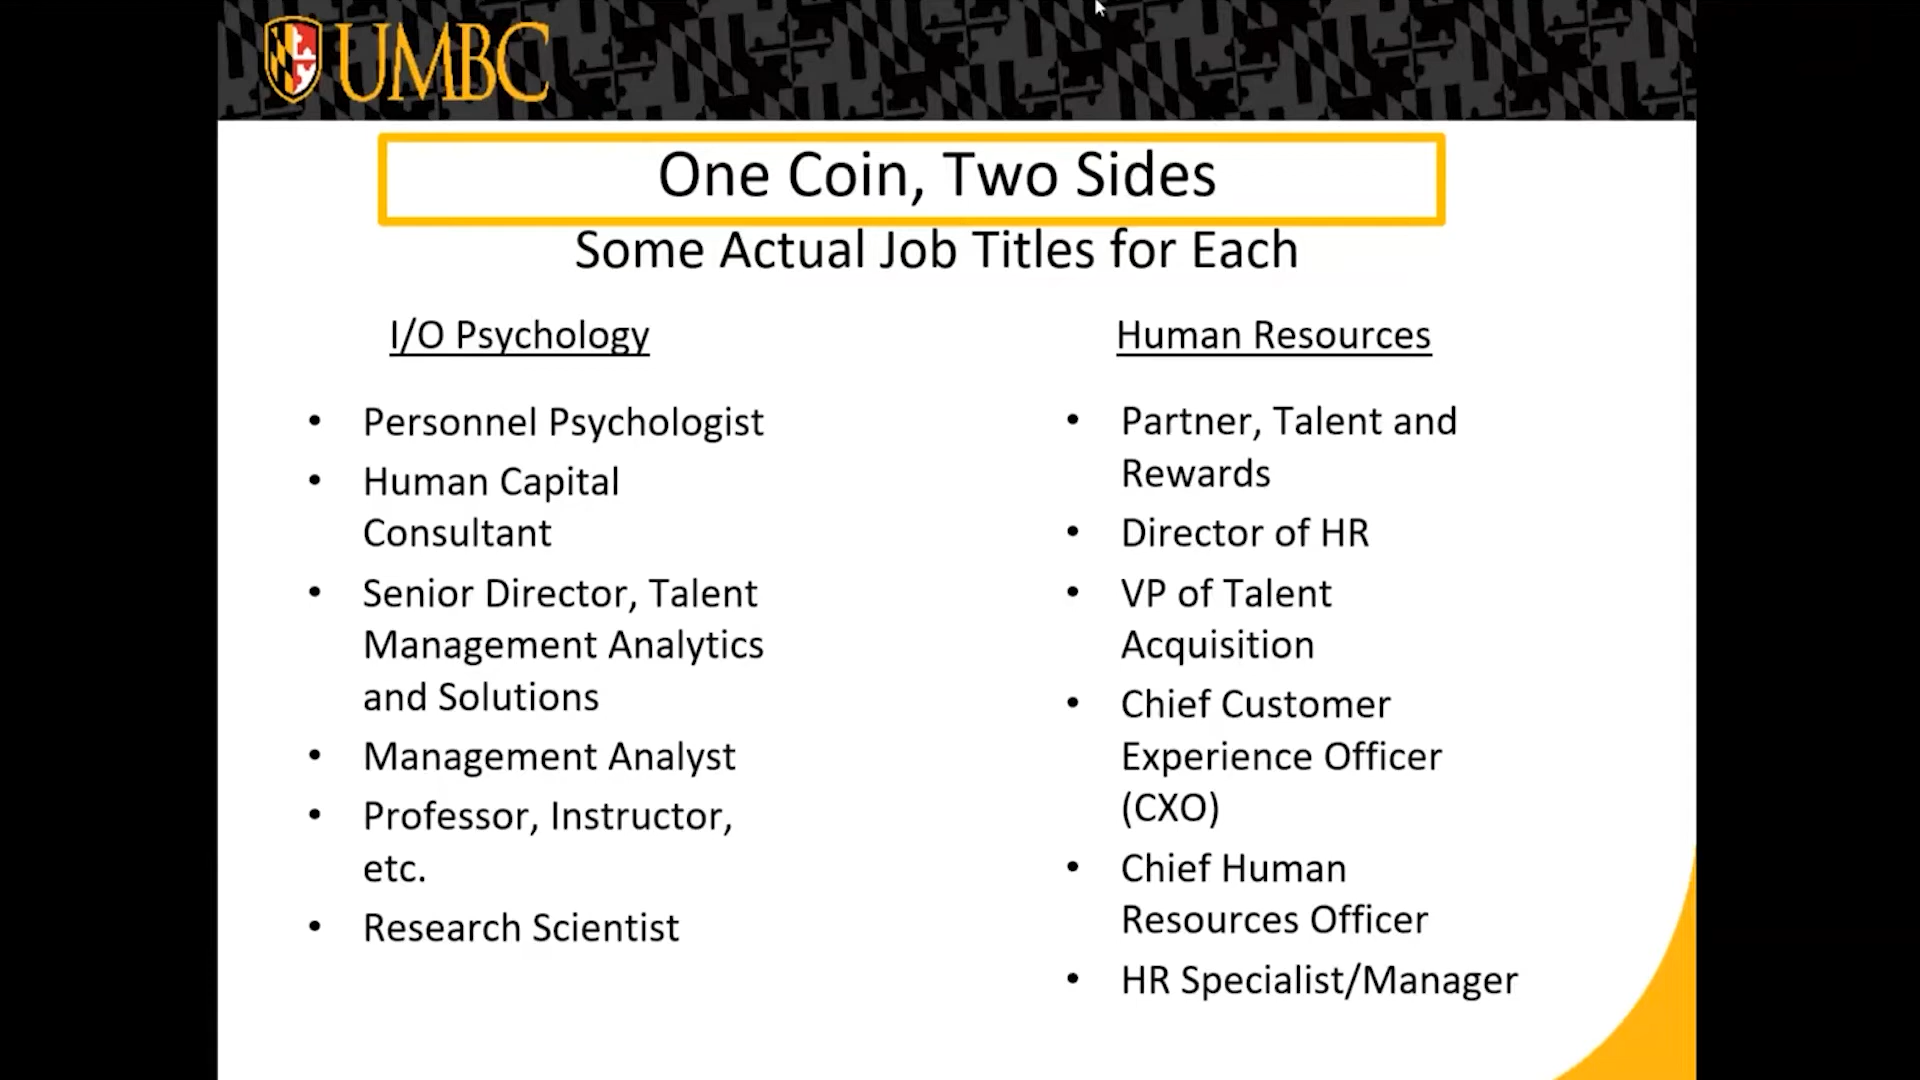 UMBC
One Coin, Two Sides
Some Actual Job Titles for Each
I/O Psychology
• Personnel Psychologist
• Human Capital
Consultant
• Senior Director, Talent
Management Analytics
and Solutions
• Management Analyst
• Professor, Instructor,
etc.
• Research Scientist
Human Resources
• Partner, Talent and
Rewards
• Director of HR
• VP of Talent
Acquisition
• Chief Customer
Experience Officer
(CXO)
• Chief Human
Resources Officer
• HR Specialist/Manager